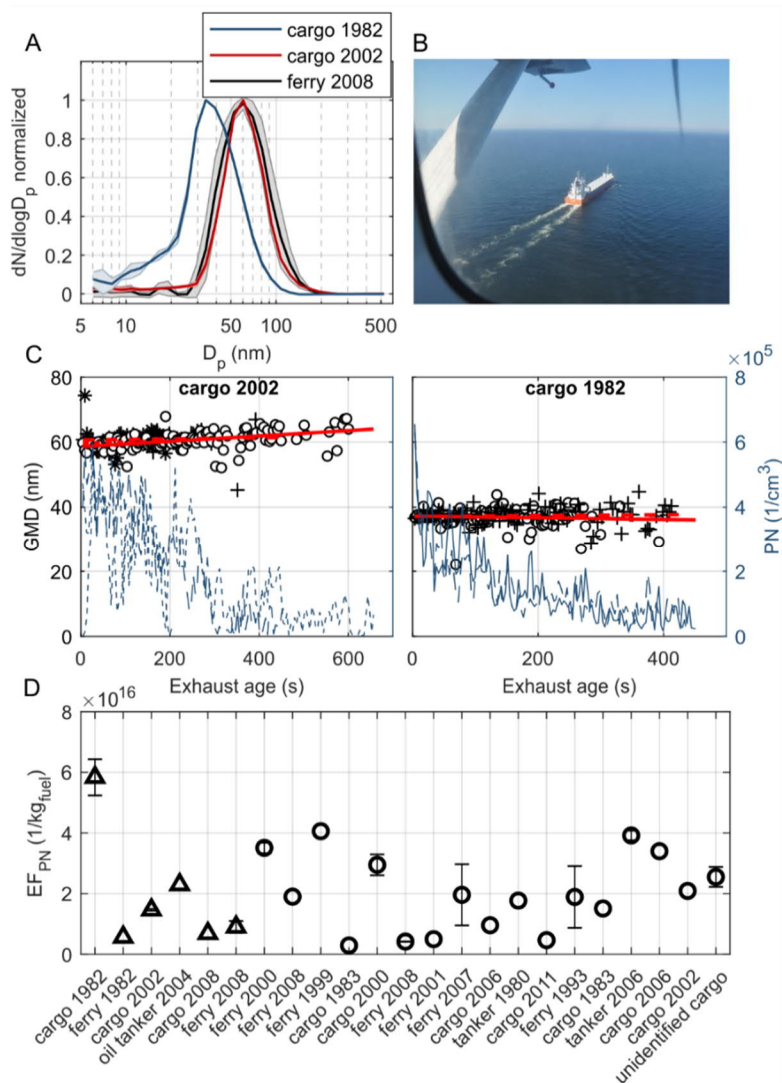 A
cargo 1982
cargo 2002
ferry 2008
B
dN/dlogDp normalized
1
0.8
0.6
0.4
0.2
0
5 10 50 100 500
Dp (nm)
C
cargo 2002
cargo 1982
×10^5
GMD (nm)
80
60
40
20
0
0 200 400 600
Exhaust age (s)
0 200 400
Exhaust age (s)
8
6
4
2
0
PN (1/cm³)
D
×10^16
EF_PN (1/kg_fuel)
8
6
4
2
0
cargo 1982
ferry 1982
cargo 2002
oil tanker 2004
cargo 2008
ferry 2008
ferry 2000
ferry 2008
ferry 1999
cargo 1983
cargo 2000
ferry 2008
ferry 2001
ferry 2007
cargo 2006
tanker 1980
cargo 2011
ferry 1993
cargo 1983
tanker 2006
cargo 2006
cargo 2002
unidentified cargo